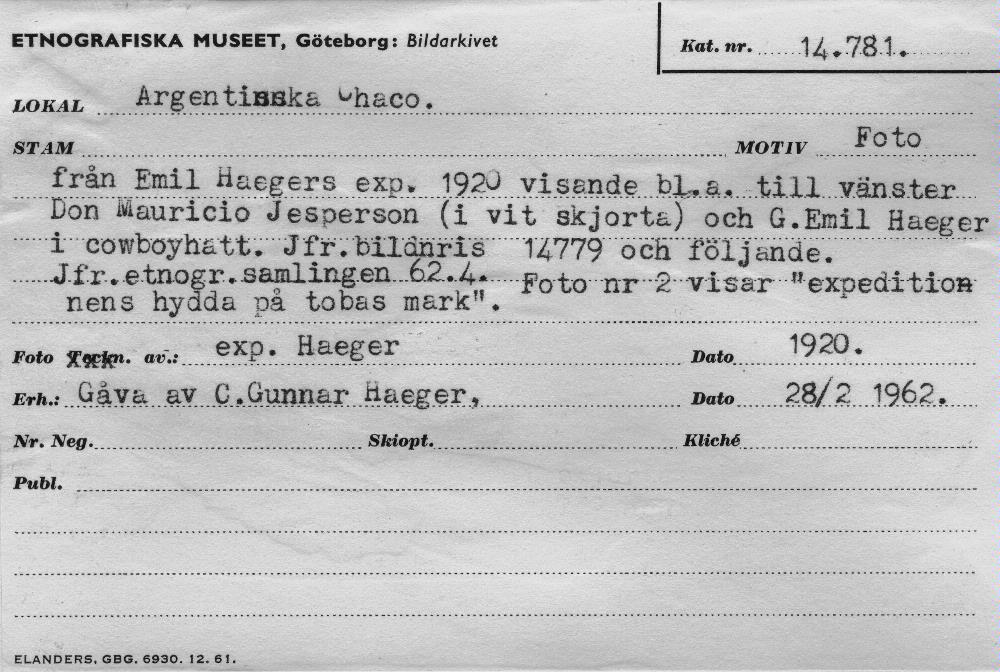 ETNOGRAFISKA MUSEET, Göteborg: Bildarkivet
Kat. nr. 14.781.
LOKAL Argentinska Chaco.
STAM MOTIV Foto
från Emil Haegers exp. 1920 visande bl.a. till vänster
Don Mauricio Jesperson (i vit skjorta) och G.Emil Haeger
i cowboyhatt. Jfr.bildnris 14779 och följande.
Jfr.etnogr.samlingen 62.4. Foto nr 2 visar "expedition
nens hydda på tobas mark".
Foto Teckn. av.: exp. Haeger Dato 1920.
Erh.: Gåva av C.Gunnar Haeger, Dato 28/2 1962.
Nr. Neg. Skiopt. Kliché
Publ.
ELANDERS, GBG. 6930. 12. 61.